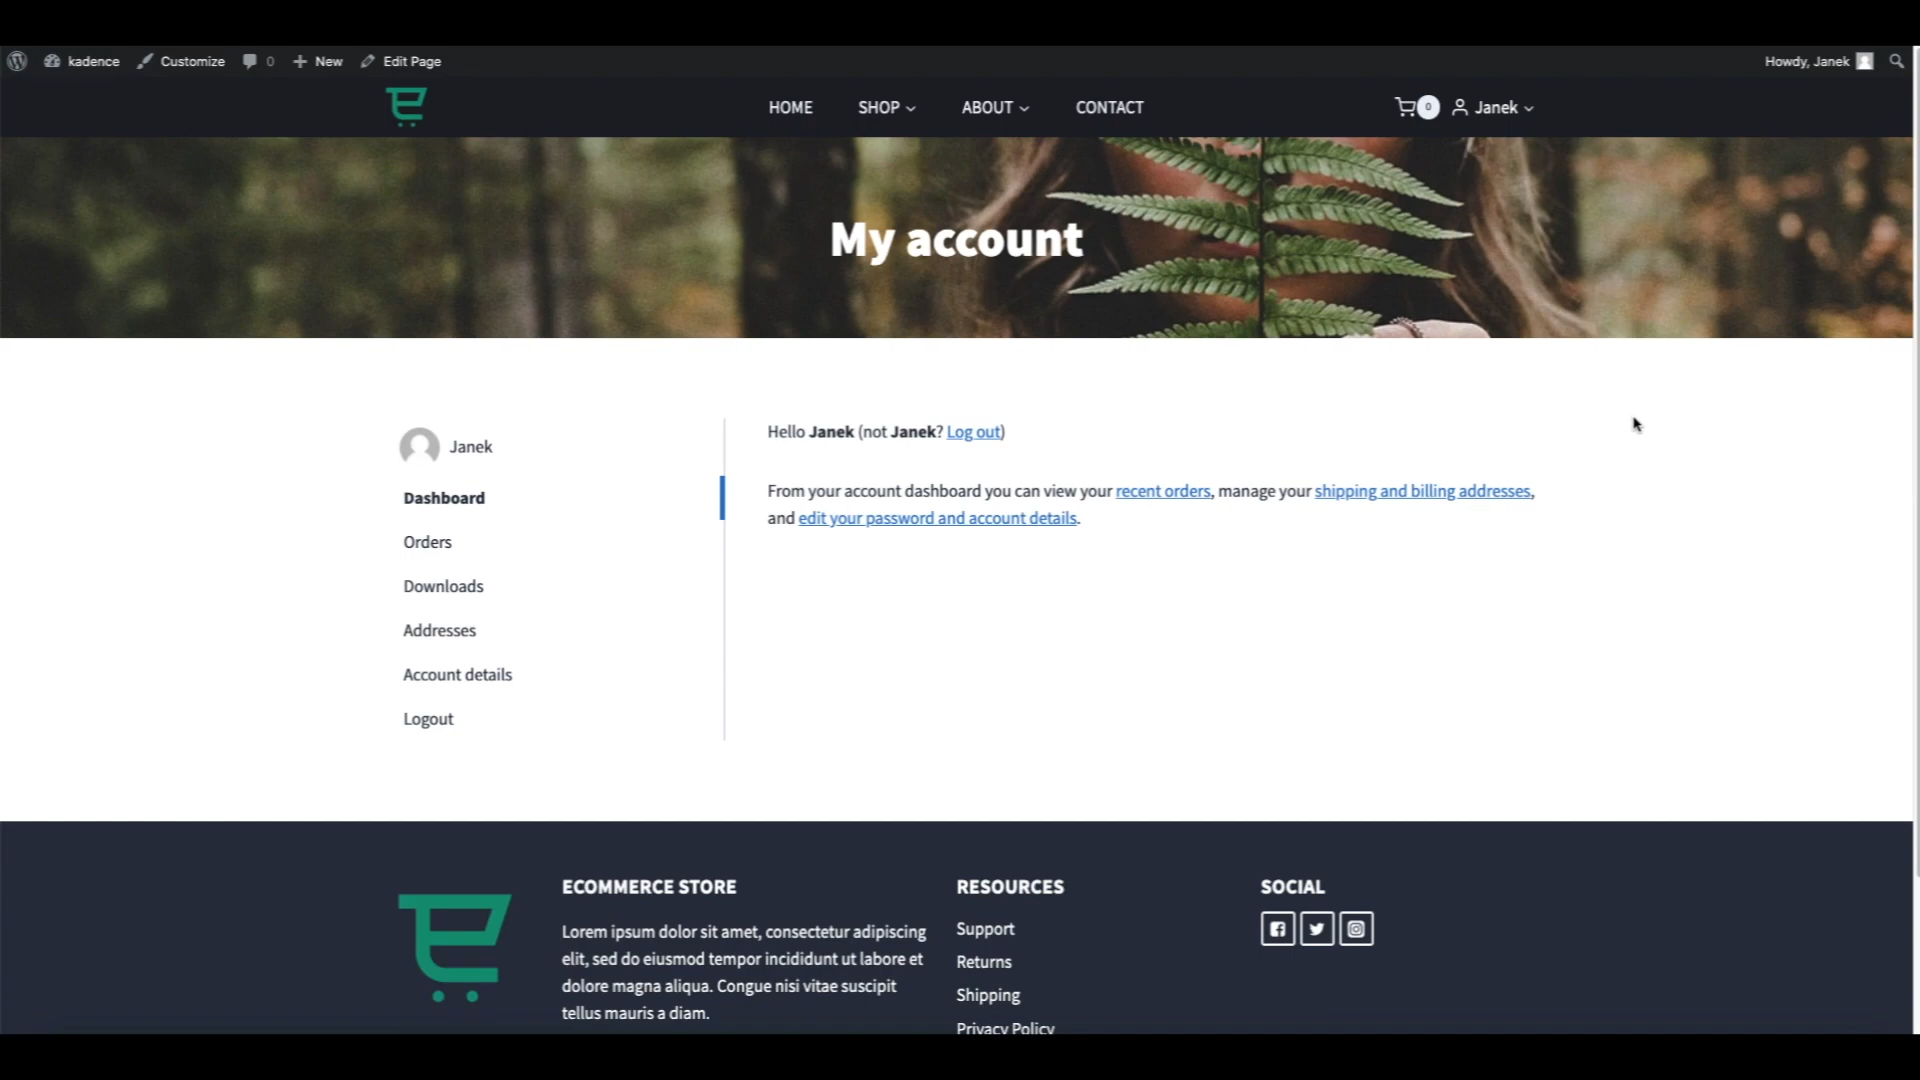 kadence Customize 0 New Edit Page Howdy, Janek
HOME SHOP ABOUT CONTACT 0 Janek
My account
Janek
Dashboard
Orders
Downloads
Addresses
Account details
Logout
Hello Janek (not Janek? Log out)
From your account dashboard you can view your recent orders, manage your shipping and billing addresses,
and edit your password and account details.
ECOMMERCE STORE
Lorem ipsum dolor sit amet, consectetur adipiscing
elit, sed do eiusmod tempor incididunt ut labore et
dolore magna aliqua. Congue nisi vitae suscipit
tellus mauris a diam.
RESOURCES
Support
Returns
Shipping
Privacy Policy
SOCIAL